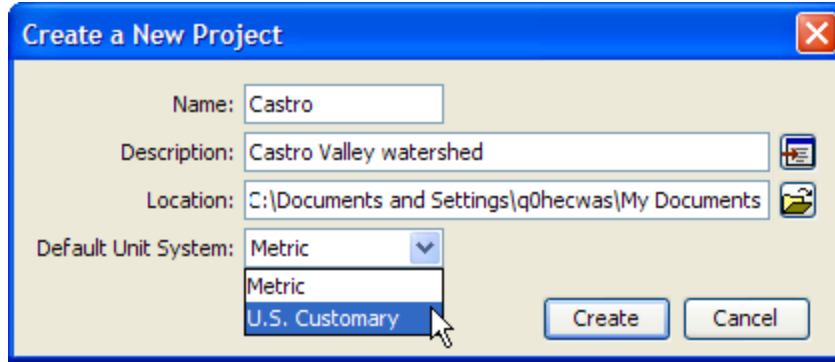 Create a New Project
Name: Castro
Description: Castro Valley watershed
Location: C:\Documents and Settings\q0hecwas\My Documents
Default Unit System: Metric
Metric
U.S. Customary
Create Cancel